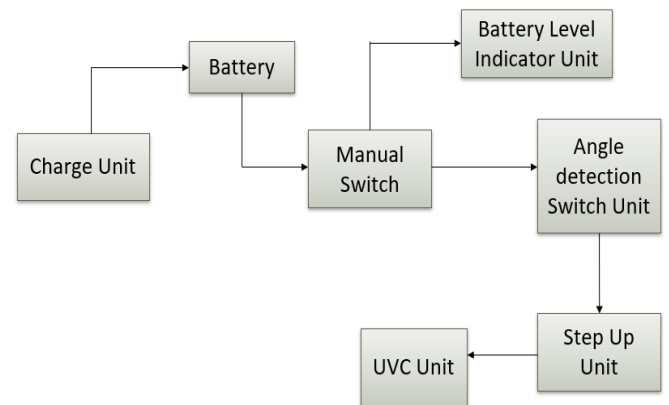 Battery Level
Indicator Unit
Battery
Charge Unit
Manual
Switch
Angle
detection
Switch Unit
Step Up
Unit
UVC Unit